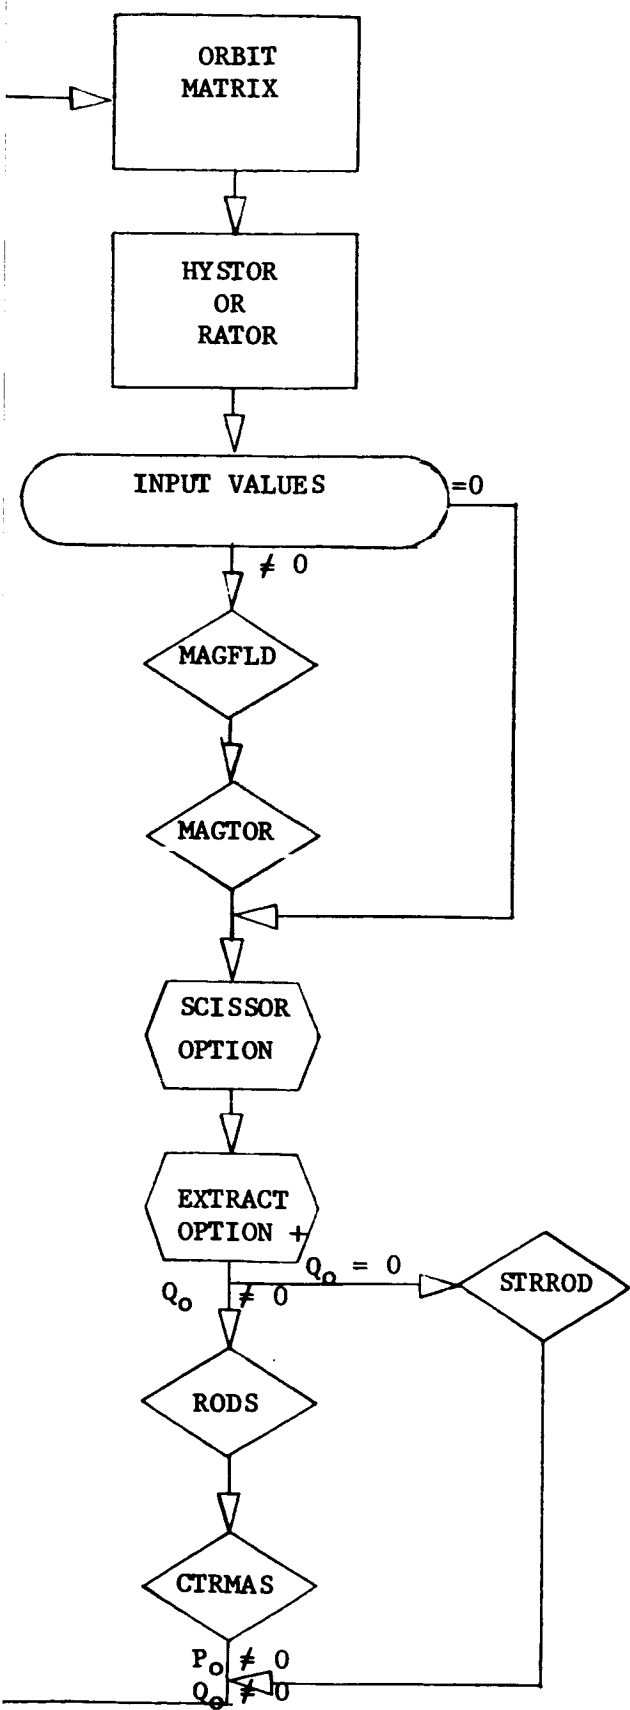 ORBIT
MATRIX
HYSTOR
OR
RATOR
INPUT VALUES
=0
≠ 0
MAGFLD
MAGTOR
SCISSOR
OPTION
EXTRACT
OPTION +
Qo = 0
Qo ≠ 0
STRROD
RODS
CTRMAS
Po ≠ 0
Qo ≠ 0